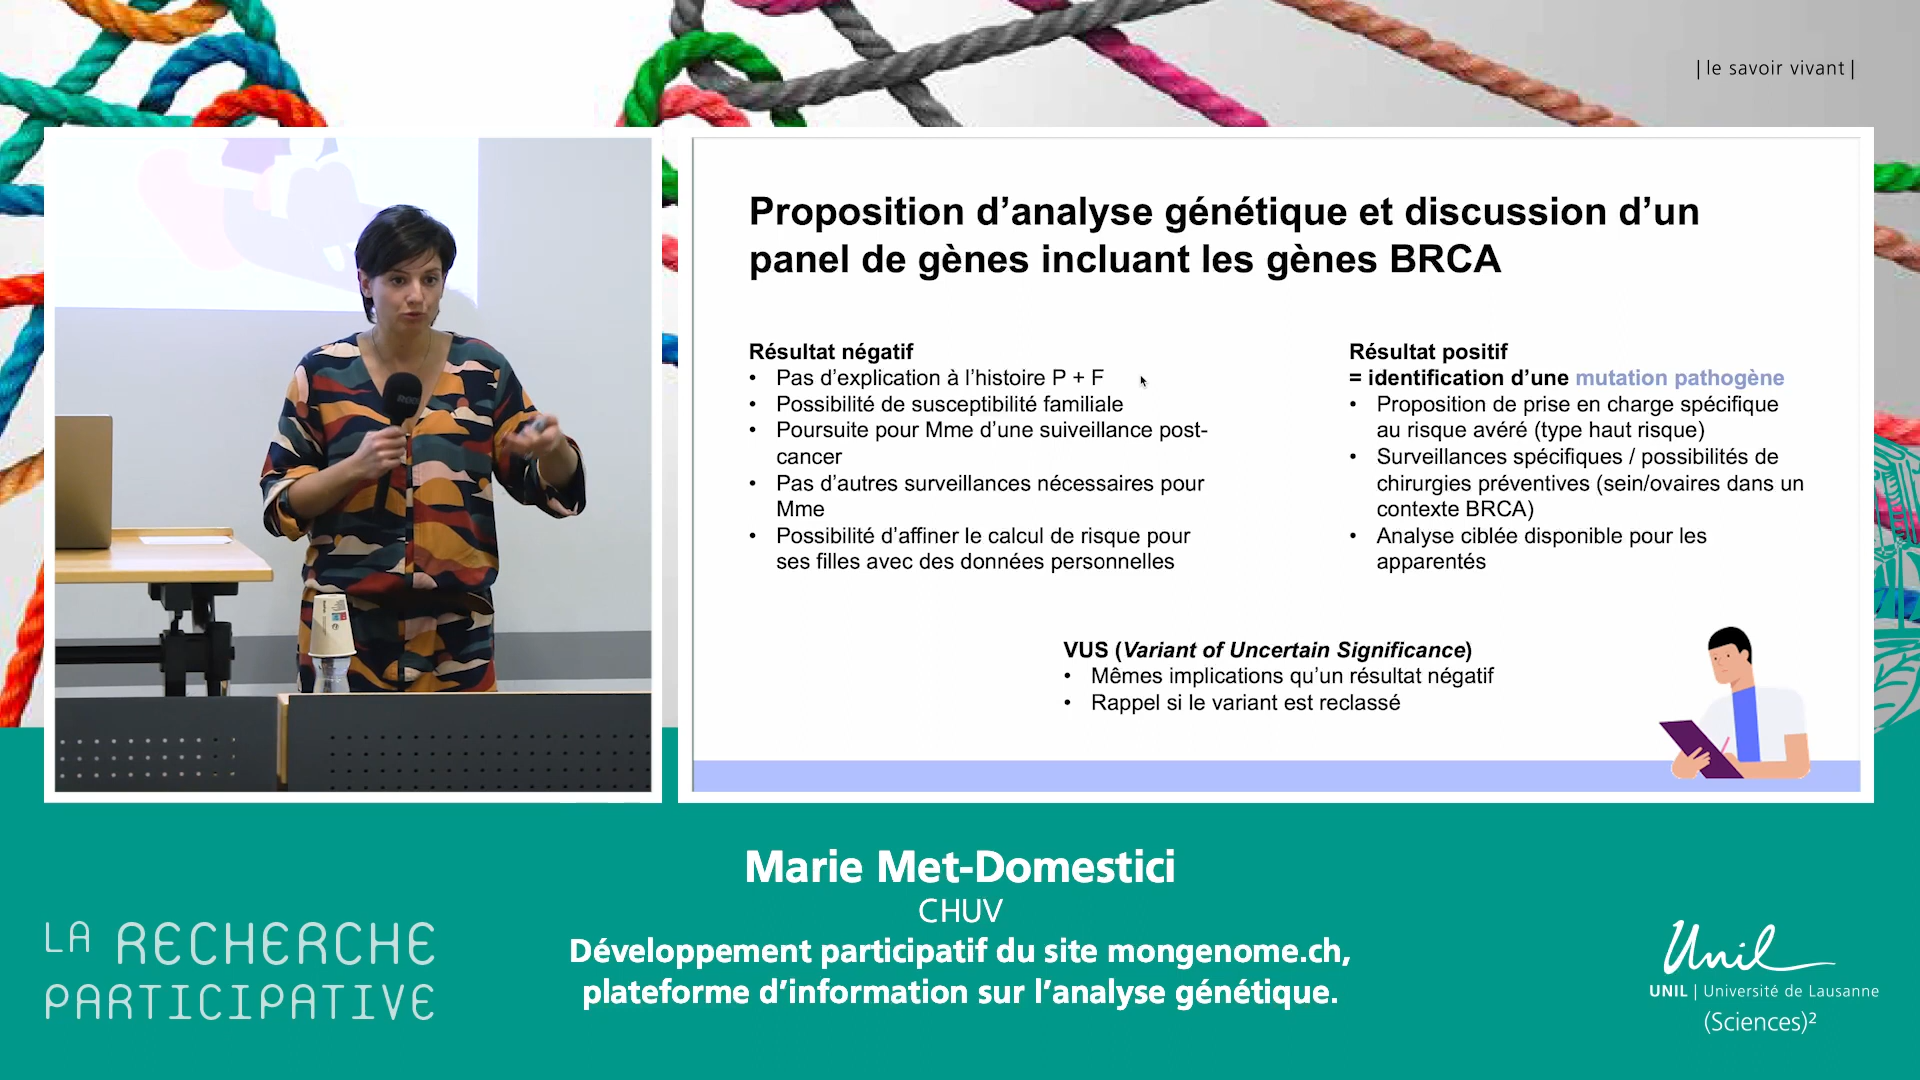 |le savoir vivant|
Proposition d’analyse génétique et discussion d’un
panel de gènes incluant les gènes BRCA
Résultat négatif
• Pas d’explication à l’histoire P + F
• Possibilité de susceptibilité familiale
• Poursuite pour Mme d’une suiveillance post-
cancer
• Pas d’autres surveillances nécessaires pour
Mme
• Possibilité d’affiner le calcul de risque pour
ses filles avec des données personnelles
Résultat positif
= identification d’une mutation pathogène
• Proposition de prise en charge spécifique
au risque avéré (type haut risque)
• Surveillances spécifiques / possibilités de
chirurgies préventives (sein/ovaires dans un
contexte BRCA)
• Analyse ciblée disponible pour les
apparentés
VUS (Variant of Uncertain Significance)
• Mêmes implications qu’un résultat négatif
• Rappel si le variant est reclassé
Marie Met-Domestici
CHUV
Développement participatif du site mongenome.ch,
plateforme d’information sur l’analyse génétique.
LA RECHERCHE
PARTICIPATIVE
Unil
UNIL | Université de Lausanne
(Sciences)²